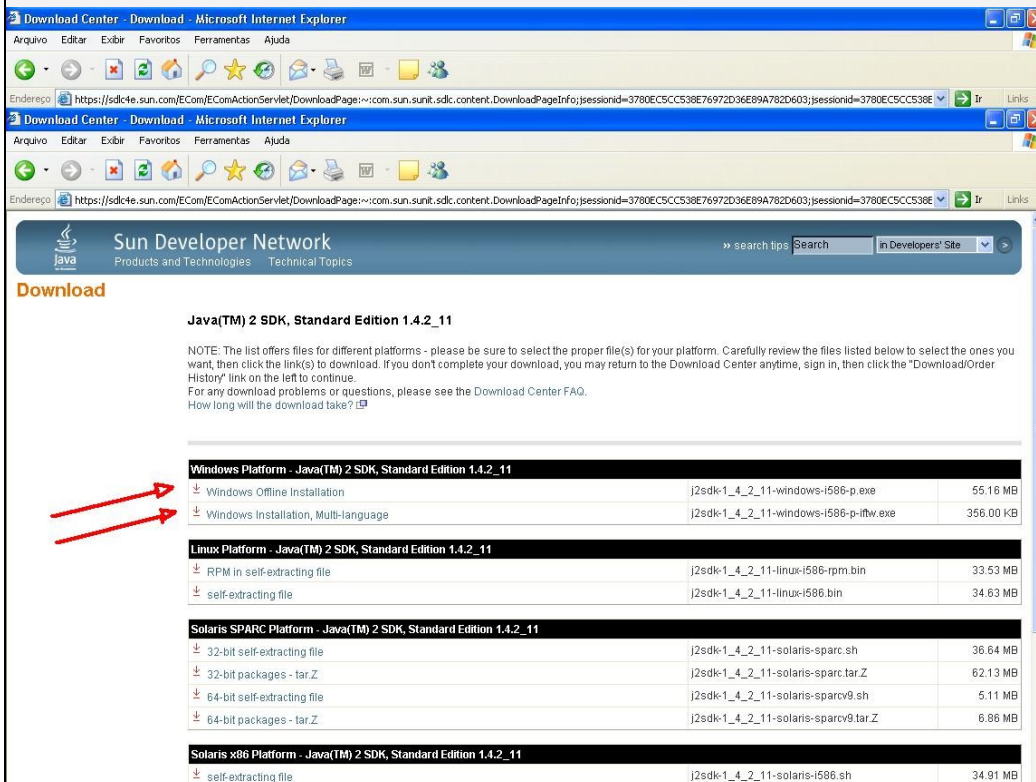 Download Center - Download - Microsoft Internet Explorer
Arquivo Editar Exibir Favoritos Ferramentas Ajuda
Endereço https://sdlc4e.sun.com/ECom/EComActionServlet/DownloadPage:~:com.sun.sunit.sdlc.content.DownloadPageInfo;jsessionid=3780EC5CC538E76972D36E89A782D603;jsessionid=3780EC5CC538E Ir Links
Download Center - Download - Microsoft Internet Explorer
Arquivo Editar Exibir Favoritos Ferramentas Ajuda
Endereço https://sdlc4e.sun.com/ECom/EComActionServlet/DownloadPage:~:com.sun.sunit.sdlc.content.DownloadPageInfo;jsessionid=3780EC5CC538E76972D36E89A782D603;jsessionid=3780EC5CC538E Ir Links
Java
Sun Developer Network
Products and Technologies Technical Topics
» search tips Search in Developers' Site
Download
Java(TM) 2 SDK, Standard Edition 1.4.2_11
NOTE: The list offers files for different platforms - please be sure to select the proper file(s) for your platform. Carefully review the files listed below to select the ones you
want, then click the link(s) to download. If you don't complete your download, you may return to the Download Center anytime, sign in, then click the "Download/Order
History" link on the left to continue.
For any download problems or questions, please see the Download Center FAQ.
How long will the download take?
Windows Platform - Java(TM) 2 SDK, Standard Edition 1.4.2_11
Windows Offline Installation j2sdk-1_4_2_11-windows-i586-p.exe 55.16 MB
Windows Installation, Multi-language j2sdk-1_4_2_11-windows-i586-p-iftw.exe 356.00 KB
Linux Platform - Java(TM) 2 SDK, Standard Edition 1.4.2_11
RPM in self-extracting file j2sdk-1_4_2_11-linux-i586-rpm.bin 33.53 MB
self-extracting file j2sdk-1_4_2_11-linux-i586.bin 34.63 MB
Solaris SPARC Platform - Java(TM) 2 SDK, Standard Edition 1.4.2_11
32-bit self-extracting file j2sdk-1_4_2_11-solaris-sparc.sh 36.64 MB
32-bit packages - tar.Z j2sdk-1_4_2_11-solaris-sparc.tar.Z 62.13 MB
64-bit self-extracting file j2sdk-1_4_2_11-solaris-sparcv9.sh 5.11 MB
64-bit packages - tar.Z j2sdk-1_4_2_11-solaris-sparcv9.tar.Z 6.86 MB
Solaris x86 Platform - Java(TM) 2 SDK, Standard Edition 1.4.2_11
self-extracting file j2sdk-1_4_2_11-solaris-i586.sh 34.91 MB